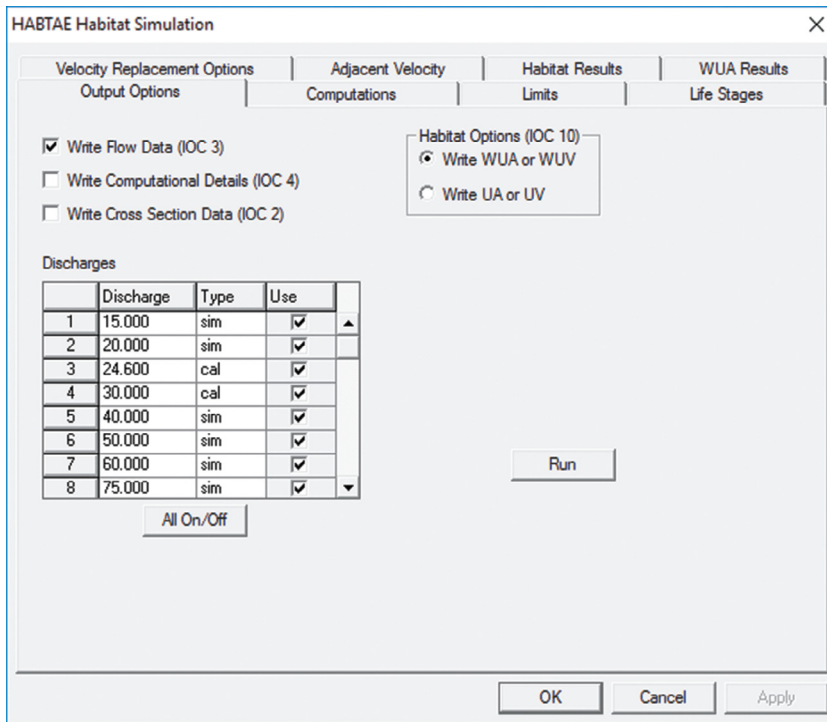 HABTAE Habitat Simulation
Velocity Replacement Options Adjacent Velocity Habitat Results WUA Results
Output Options Computations Limits Life Stages
Write Flow Data (IOC 3)
Write Computational Details (IOC 4)
Write Cross Section Data (IOC 2)
Habitat Options (IOC 10)
Write WUA or WUV
Write UA or UV
Discharges
Discharge Type Use
1 15.000 sim
2 20.000 sim
3 24.600 cal
4 30.000 cal
5 40.000 sim
6 50.000 sim
7 60.000 sim
8 75.000 sim
All On/Off
Run
OK Cancel Apply